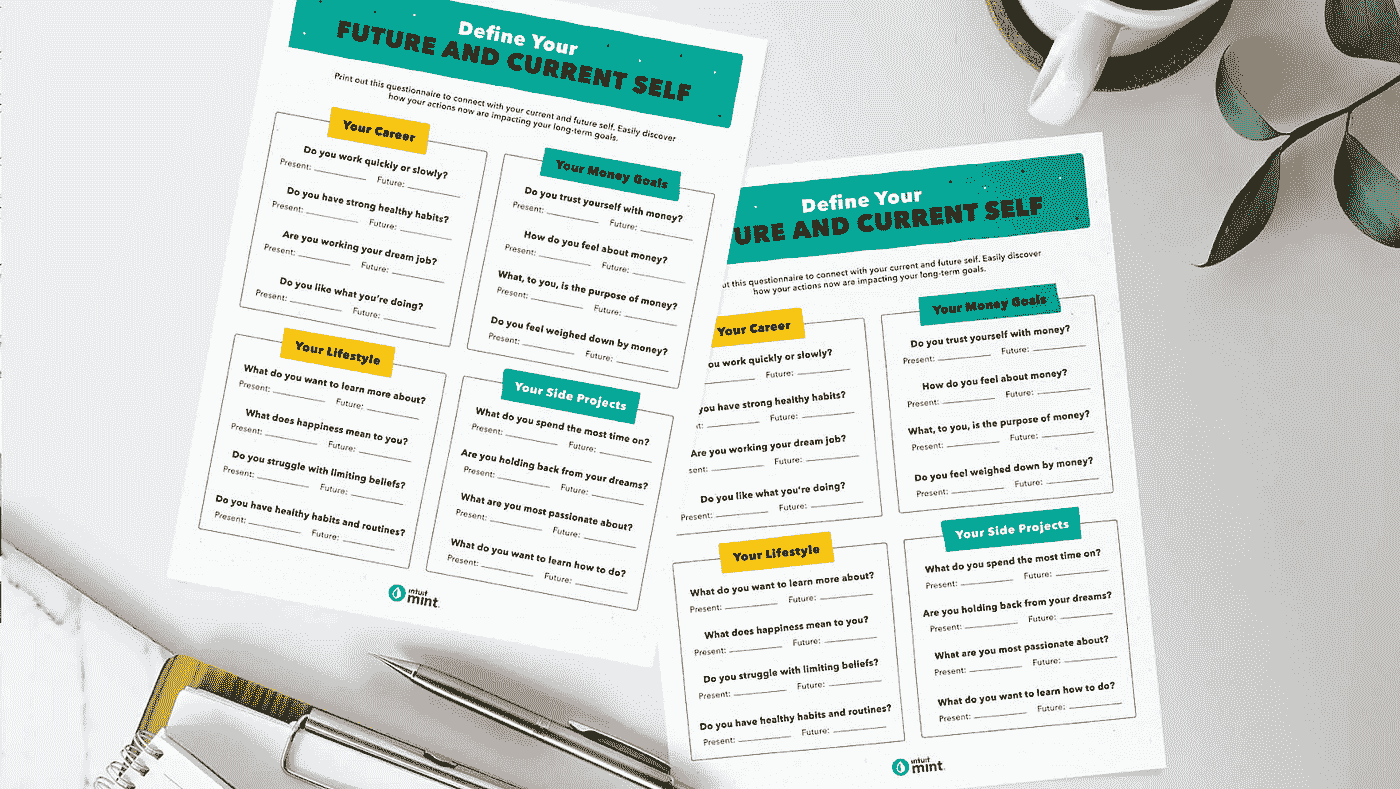 Define Your
FUTURE AND CURRENT SELF
Print out this questionnaire to connect with your current and future self. Easily discover
how your actions now are impacting your long-term goals.
Your Career
Do you work quickly or slowly?
Present: Future:
Do you have strong healthy habits?
Present: Future:
Are you working your dream job?
Present: Future:
Do you like what you're doing?
Present: Future:
Your Money Goals
Do you trust yourself with money?
Present: Future:
How do you feel about money?
Present: Future:
What, to you, is the purpose of money?
Present: Future:
Do you feel weighed down by money?
Present: Future:
Your Lifestyle
What do you want to learn more about?
Present: Future:
What does happiness mean to you?
Present: Future:
Do you struggle with limiting beliefs?
Present: Future:
Do you have healthy habits and routines?
Present: Future:
Your Side Projects
What do you spend the most time on?
Present: Future:
Are you holding back from your dreams?
Present: Future:
What are you most passionate about?
Present: Future:
What do you want to learn how to do?
Present: Future:
intuit
mint
Define Your
URE AND CURRENT SELF
this questionnaire to connect with your current and future self. Easily discover
how your actions now are impacting your long-term goals.
Your Career
you work quickly or slowly?
Future:
you have strong healthy habits?
Future:
Are you working your dream job?
Future:
Do you like what you're doing?
Present: Future:
Your Money Goals
Do you trust yourself with money?
Present: Future:
How do you feel about money?
Present: Future:
What, to you, is the purpose of money?
Present: Future:
Do you feel weighed down by money?
Present: Future:
Your Lifestyle
What do you want to learn more about?
Present: Future:
What does happiness mean to you?
Present: Future:
Do you struggle with limiting beliefs?
Present: Future:
Do you have healthy habits and routines?
Present: Future:
Your Side Projects
What do you spend the most time on?
Present: Future:
Are you holding back from your dreams?
Present: Future:
What are you most passionate about?
Present: Future:
What do you want to learn how to do?
Present: Future:
intuit
mint